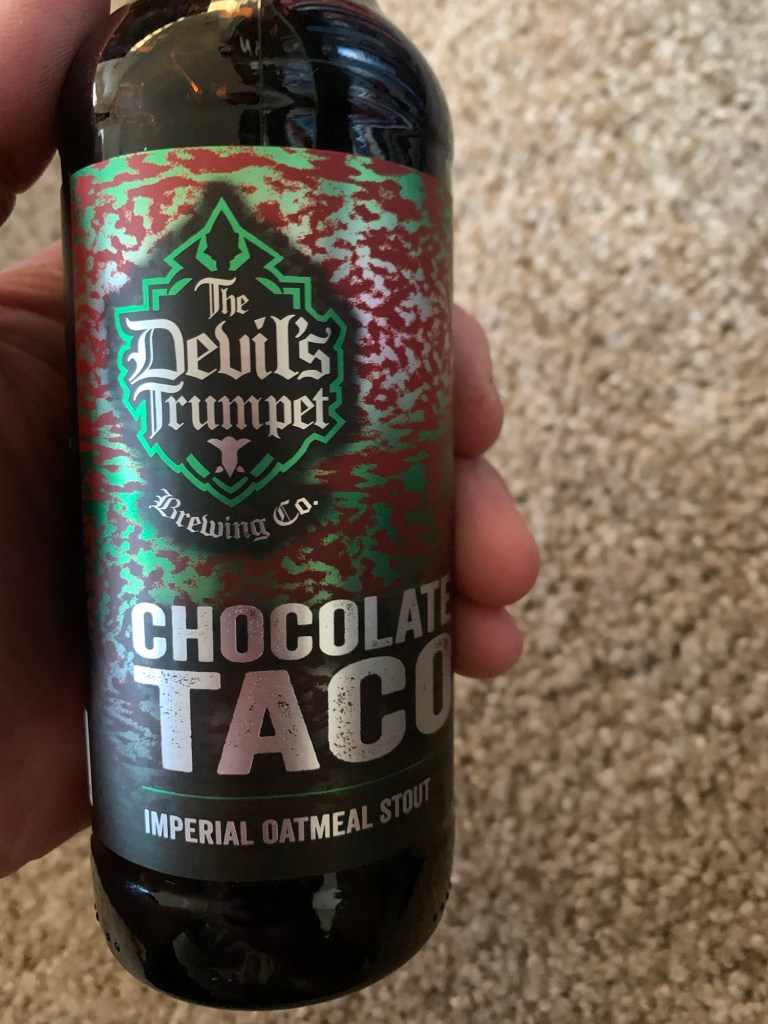 The
Devil's
Trumpet
Brewing Co.
CHOCOLATE
TACO
IMPERIAL OATMEAL STOUT